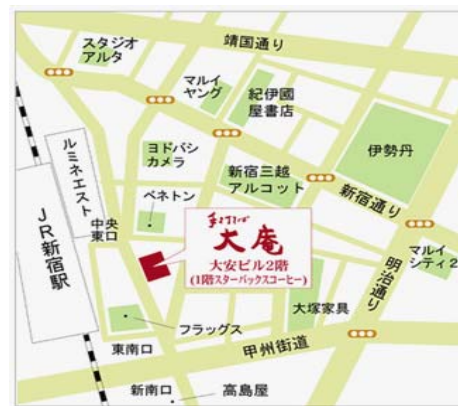 スタジオ
アルタ
靖国通り
マルイ
ヤング
紀伊國
屋書店
伊勢丹
ルミネエスト
ヨドバシ
カメラ
新宿三越
アルコット
新宿通り
ベネトン
中央
東口
JR新宿駅
手打そば
大庵
大安ビル2階
(1階スターバックスコーヒー)
マルイ
シティ2
明治通り
大塚家具
フラッグス
東南口
甲州街道
新南口
高島屋